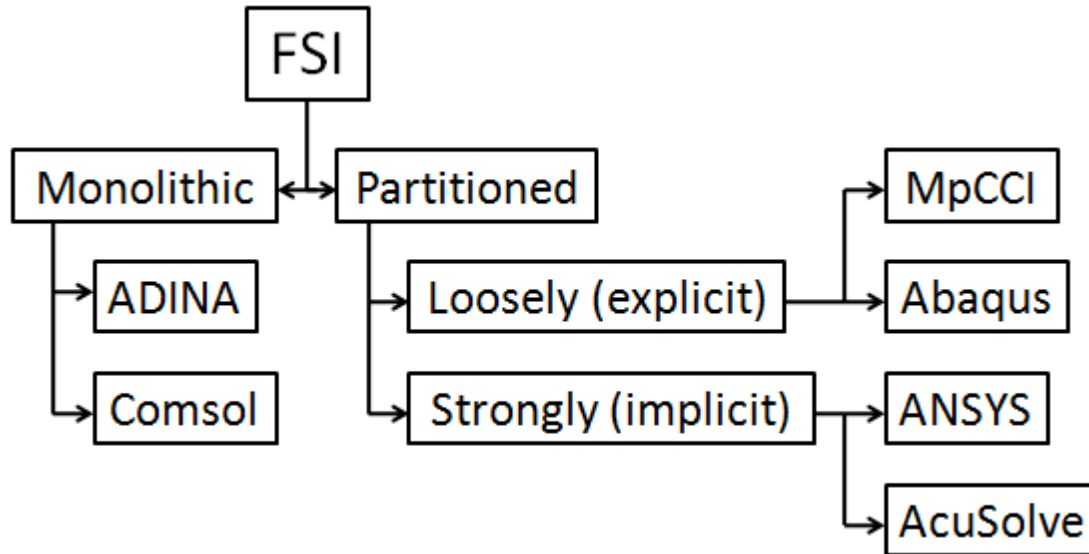 FSI
Monolithic
Partitioned
MpCCI
ADINA
Loosely (explicit)
Abaqus
Comsol
Strongly (implicit)
ANSYS
AcuSolve